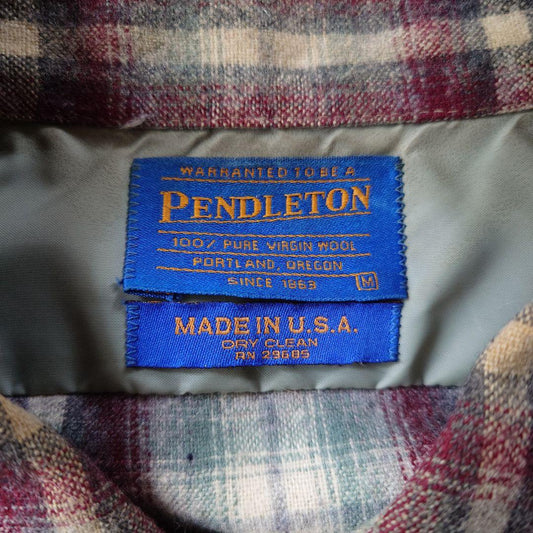 WARRANTED TO BE A
PENDLETON
100% PURE VIRGIN WOOL
PORTLAND, OREGON
SINCE 1863 M
MADE IN U.S.A.
DRY CLEAN
RN 29685